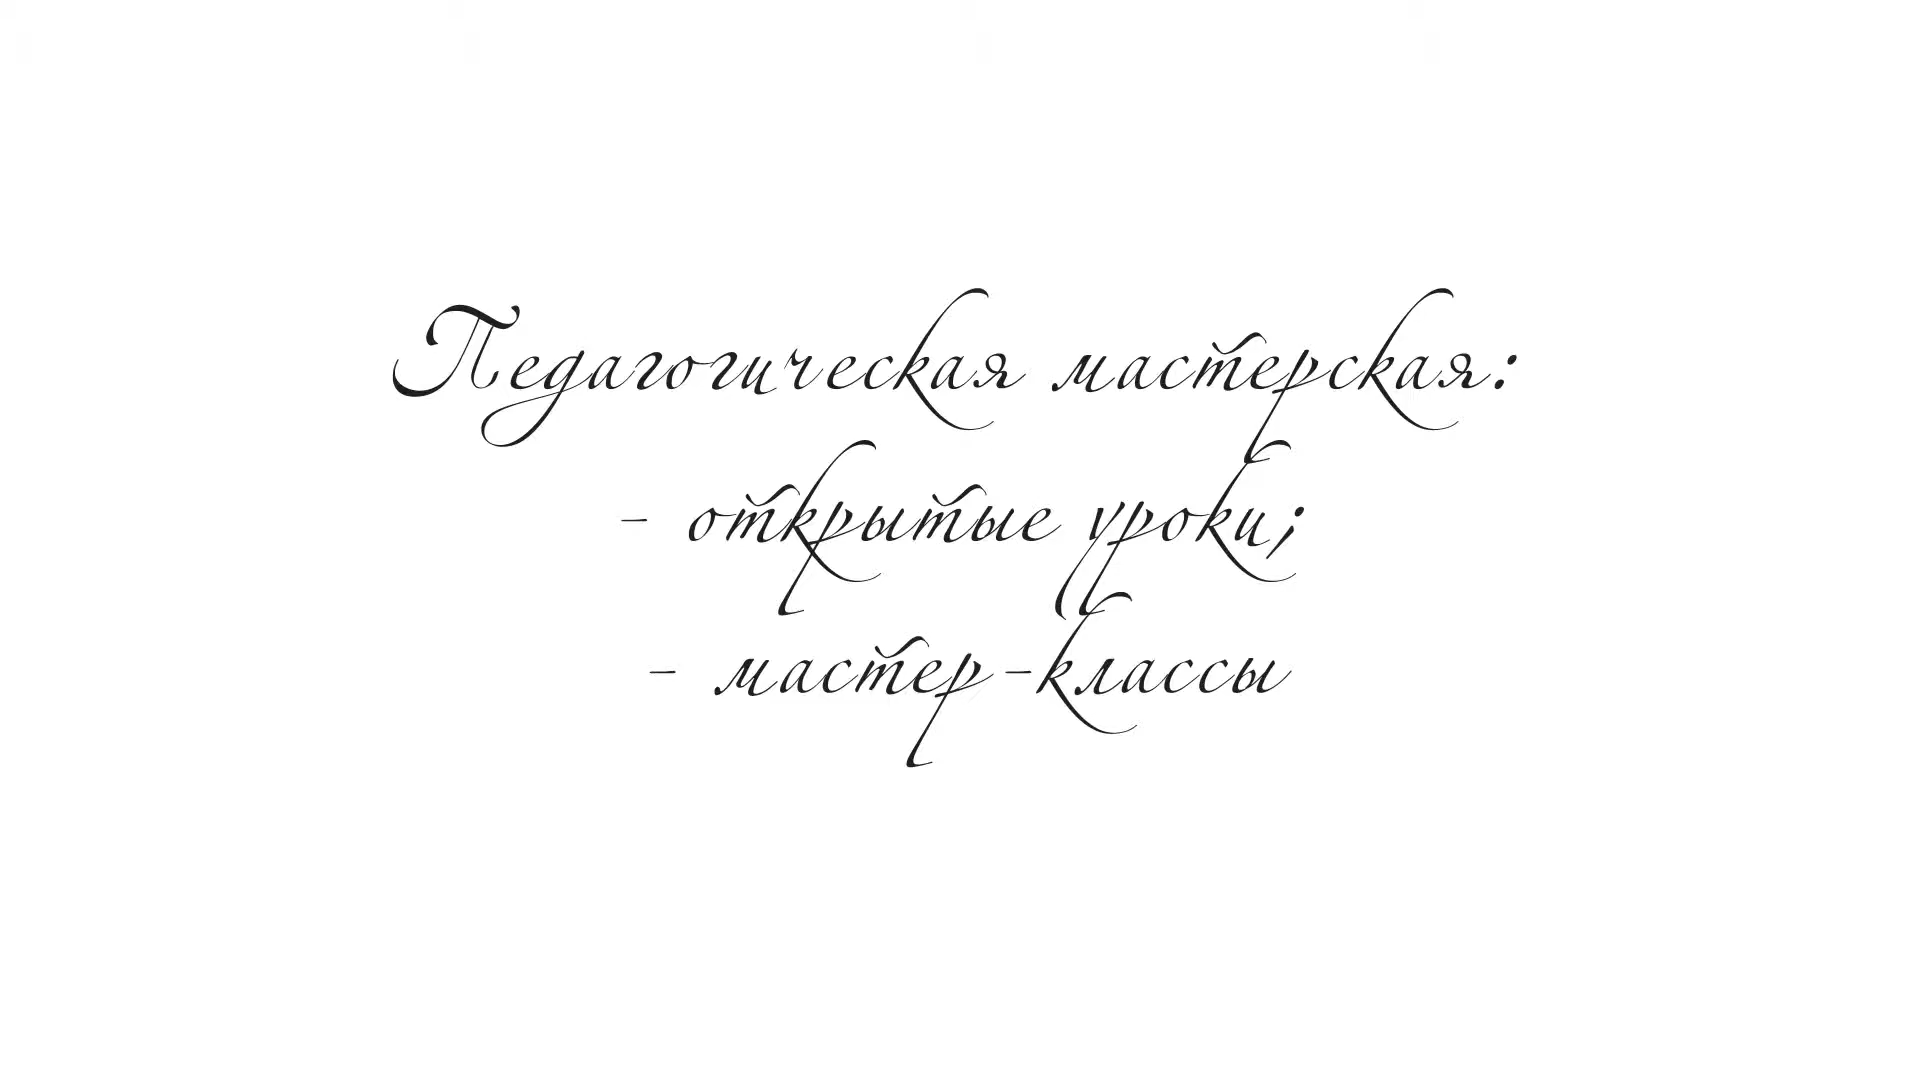 Педагогическая мастерская:
- открытые уроки;
- мастер-классы